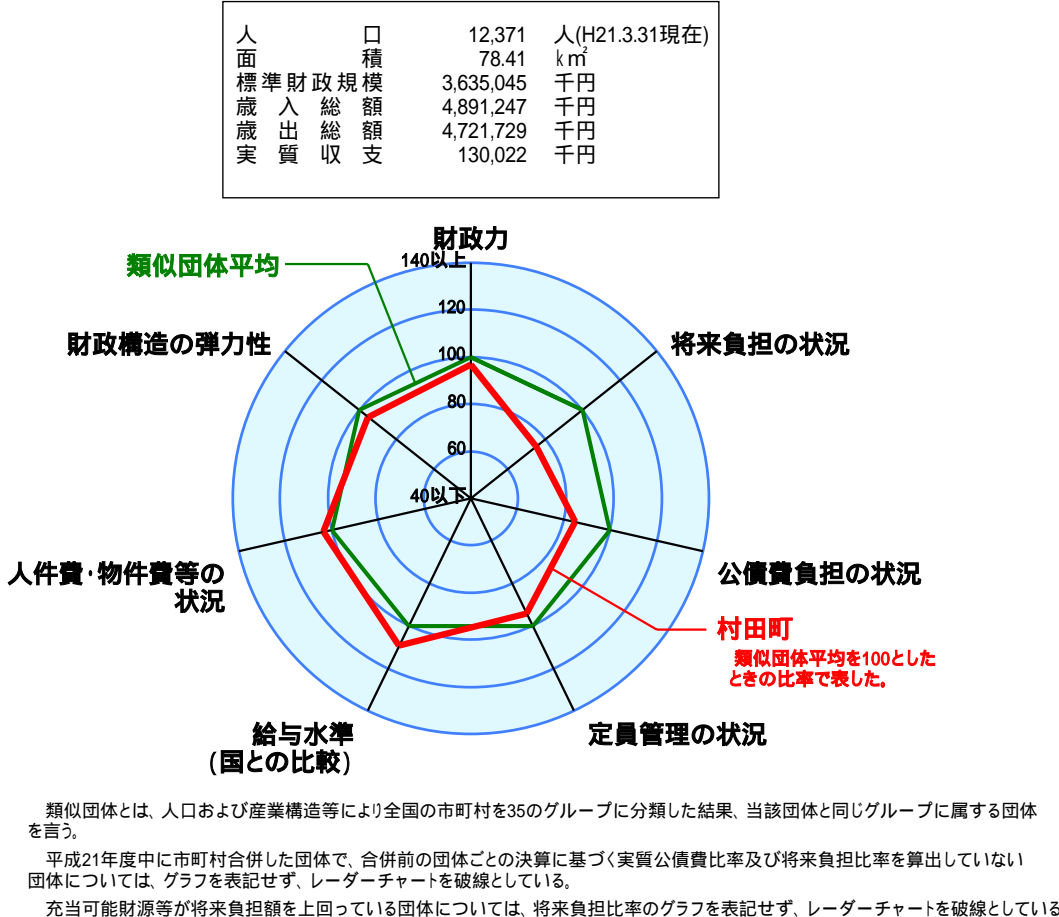 人口 12,371 人(H21.3.31現在)
面積 78.41 k㎡
標準財政規模 3,635,045 千円
歳入総額 4,891,247 千円
歳出総額 4,721,729 千円
実質収支 130,022 千円
財政力
140以上
類似団体平均
120
財政構造の弾力性
将来負担の状況
100
80
60
40以下
人件費・物件費等の
状況
公債費負担の状況
村田町
類似団体平均を100とした
ときの比率で表した。
給与水準
(国との比較)
定員管理の状況
類似団体とは、人口および産業構造等により全国の市町村を35のグループに分類した結果、当該団体と同じグループに属する団体
を言う。
平成21年度中に市町村合併した団体で、合併前の団体ごとの決算に基づく実質公債費比率及び将来負担比率を算出していない
団体については、グラフを表記せず、レーダーチャートを破線としている。
充当可能財源等が将来負担額を上回っている団体については、将来負担比率のグラフを表記せず、レーダーチャートを破線としている